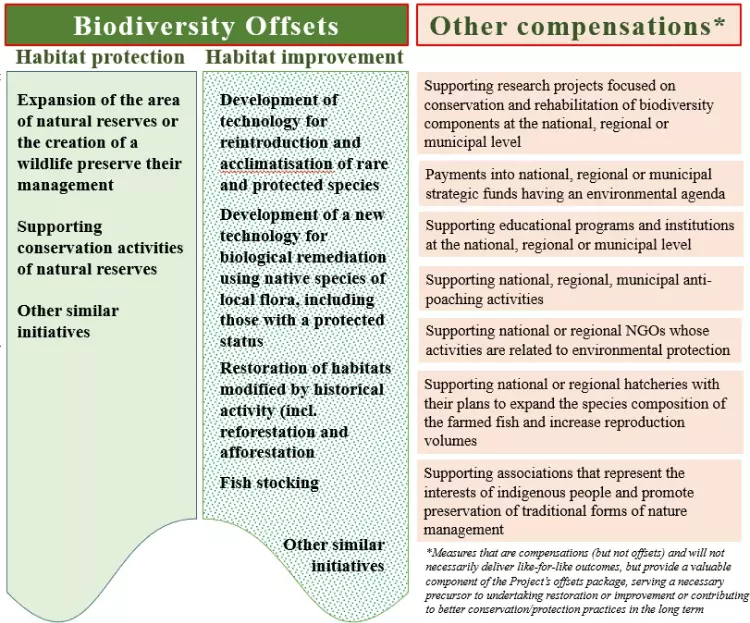 Biodiversity Offsets
Habitat protection
Expansion of the area
of natural reserves or
the creation of a
wildlife preserve their
management
Supporting
conservation activities
of natural reserves
Other similar
initiatives
Habitat improvement
Development of
technology for
reintroduction and
acclimatisation of rare
and protected species
Development of a new
technology for
biological remediation
using native species of
local flora, including
those with a protected
status
Restoration of habitats
modified by historical
activity (incl.
reforestation and
afforestation
Fish stocking
Other similar
initiatives
Other compensations*
Supporting research projects focused on
conservation and rehabilitation of biodiversity
components at the national, regional or
municipal level
Payments into national, regional or municipal
strategic funds having an environmental agenda
Supporting educational programs and institutions
at the national, regional or municipal level
Supporting national, regional, municipal anti-
poaching activities
Supporting national or regional NGOs whose
activities are related to environmental protection
Supporting national or regional hatcheries with
their plans to expand the species composition of
the farmed fish and increase reproduction
volumes
Supporting associations that represent the
interests of indigenous people and promote
preservation of traditional forms of nature
management
*Measures that are compensations (but not offsets) and will not
necessarily deliver like-for-like outcomes, but provide a valuable
component of the Project's offsets package, serving a necessary
precursor to undertaking restoration or improvement or contributing
to better conservation/protection practices in the long term